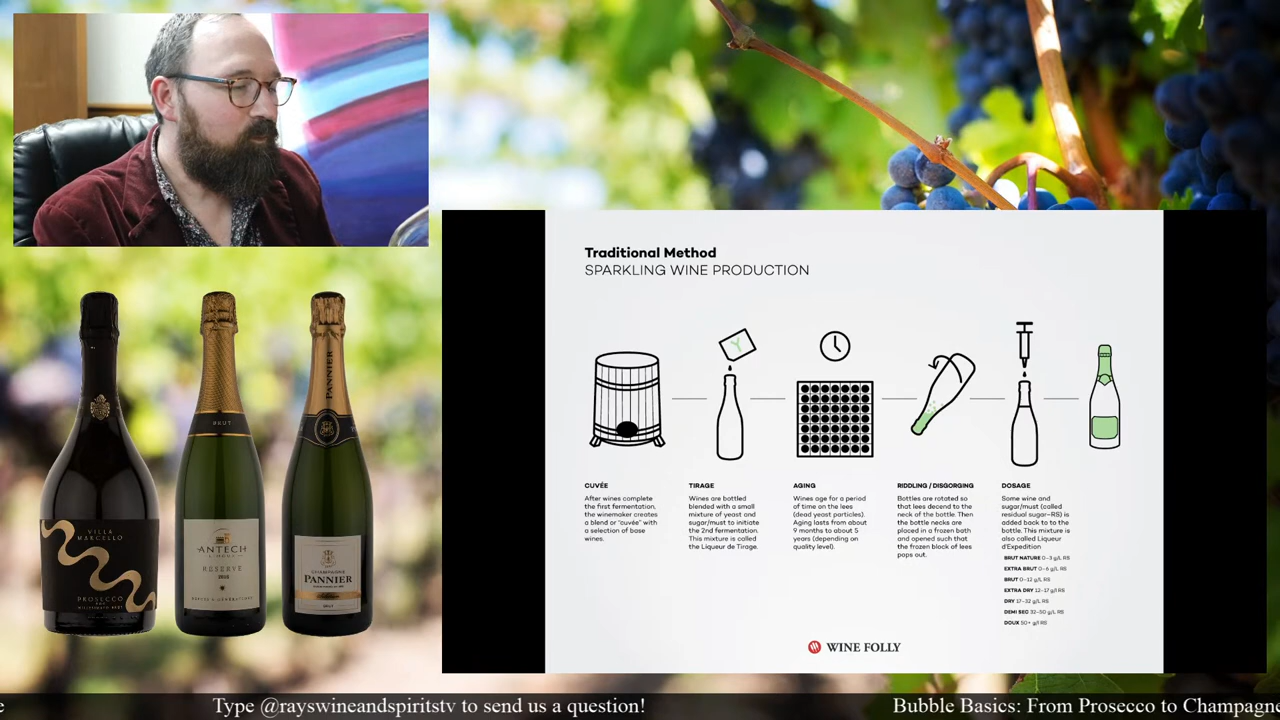 Traditional Method
SPARKLING WINE PRODUCTION
CUVÉE
After wines complete
the first fermentation,
the winemaker creates
a blend or "cuvée" with
a selection of base
wines.
TIRAGE
Wines are bottled
blended with a small
mixture of yeast and
sugar/must to initiate
the 2nd fermentation.
This mixture is called
the Liqueur de Tirage.
AGING
Wines age for a period
of time on the lees
(dead yeast particles).
Aging lasts from about
9 months to about 5
years (depending on
quality level).
RIDDLING / DISGORGING
Bottles are rotated so
that lees decend to the
neck of the bottle. Then
the bottle necks are
placed in a frozen bath
and opened such that
the frozen block of lees
pops out.
DOSAGE
Some wine and
sugar/must (called
residual sugar–RS) is
added back to to the
bottle. This mixture is
also called Liqueur
d'Expedition
BRUT NATURE 0–3 g/L RS
EXTRA BRUT 0–6 g/L RS
BRUT 0–12 g/L RS
EXTRA DRY 12–17 g/l RS
DRY 17–32 g/L RS
DEMI SEC 32–50 g/L RS
DOUX 50+ g/l RS
WINE FOLLY
VILLA
MARCELLO
PROSECCO
BRUT
ANTECH
LIMOUX
RESERVE
PANNIER
CHAMPAGNE
PANNIER
BRUT
e
Type @rayswineandspiritstv to send us a question!
Bubble Basics: From Prosecco to Champagne